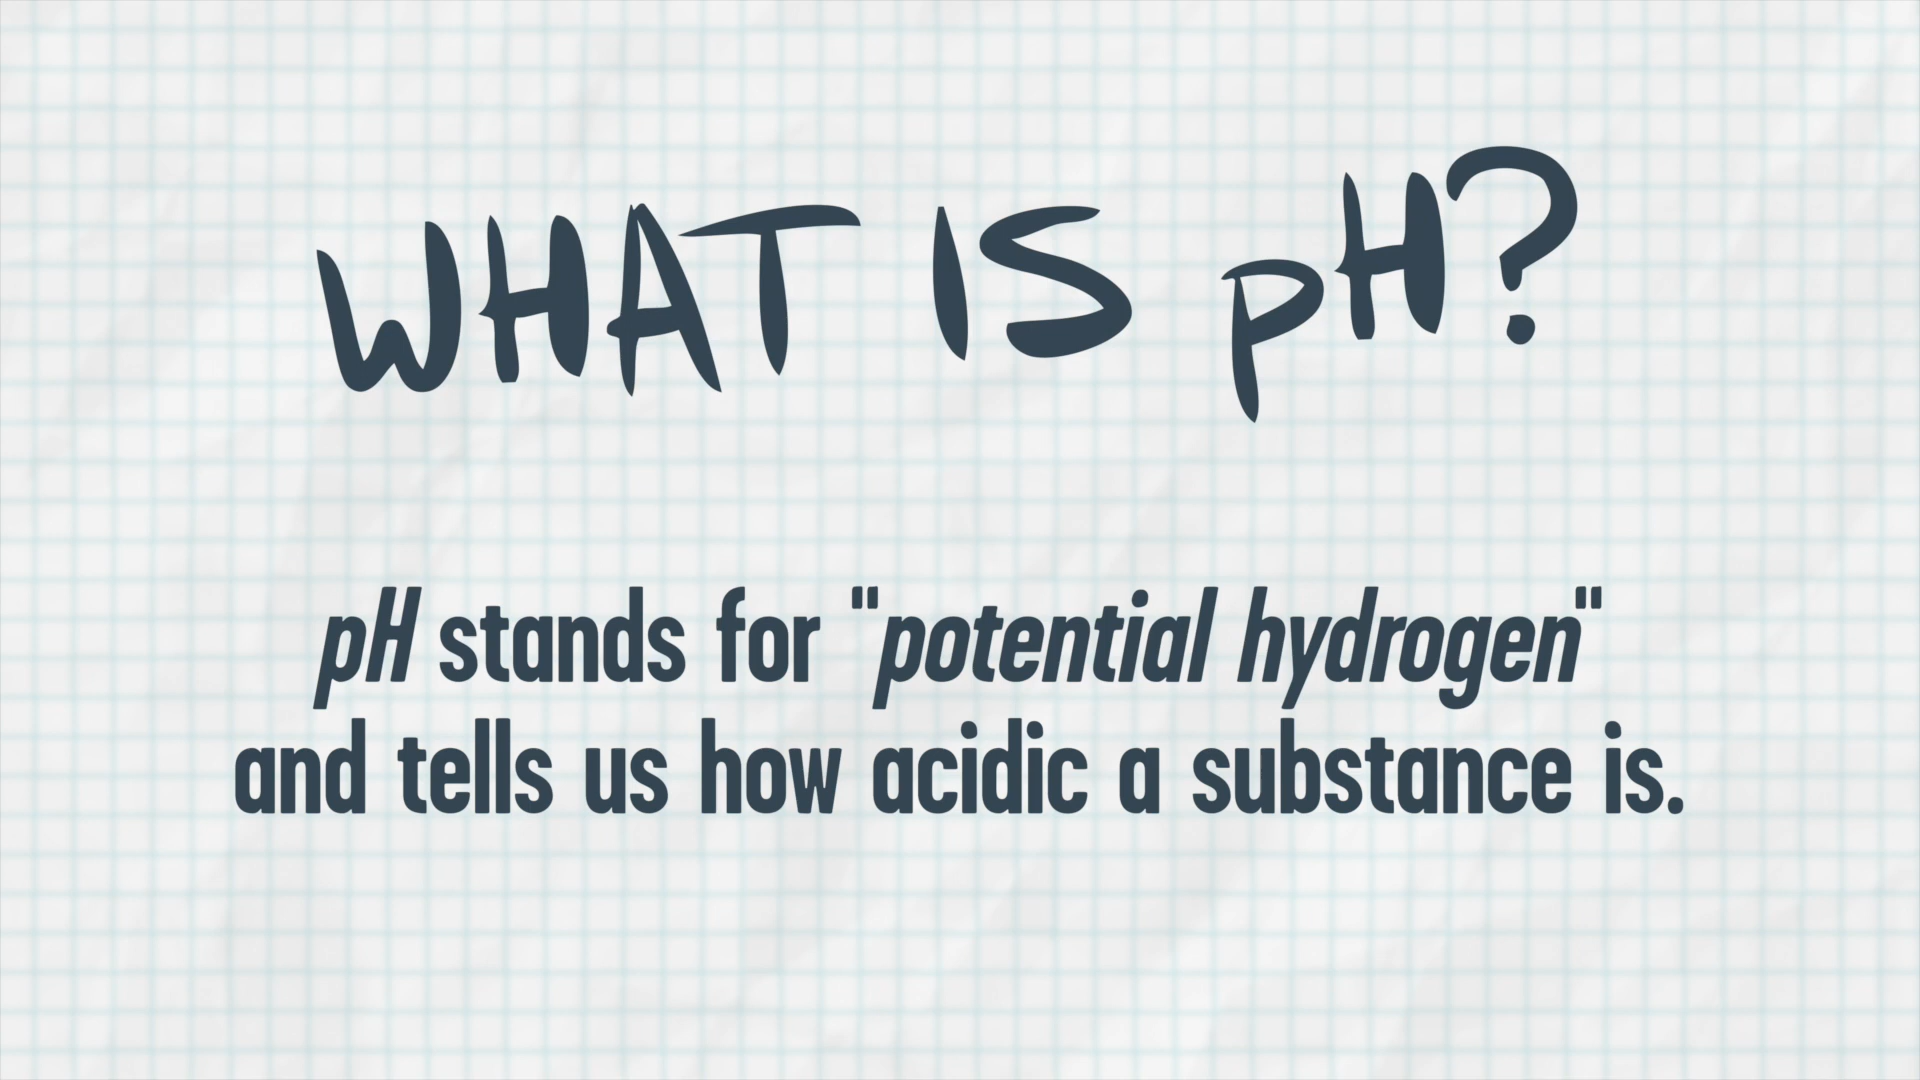 WHAT IS pH?
pH stands for "potential hydrogen"
and tells us how acidic a substance is.